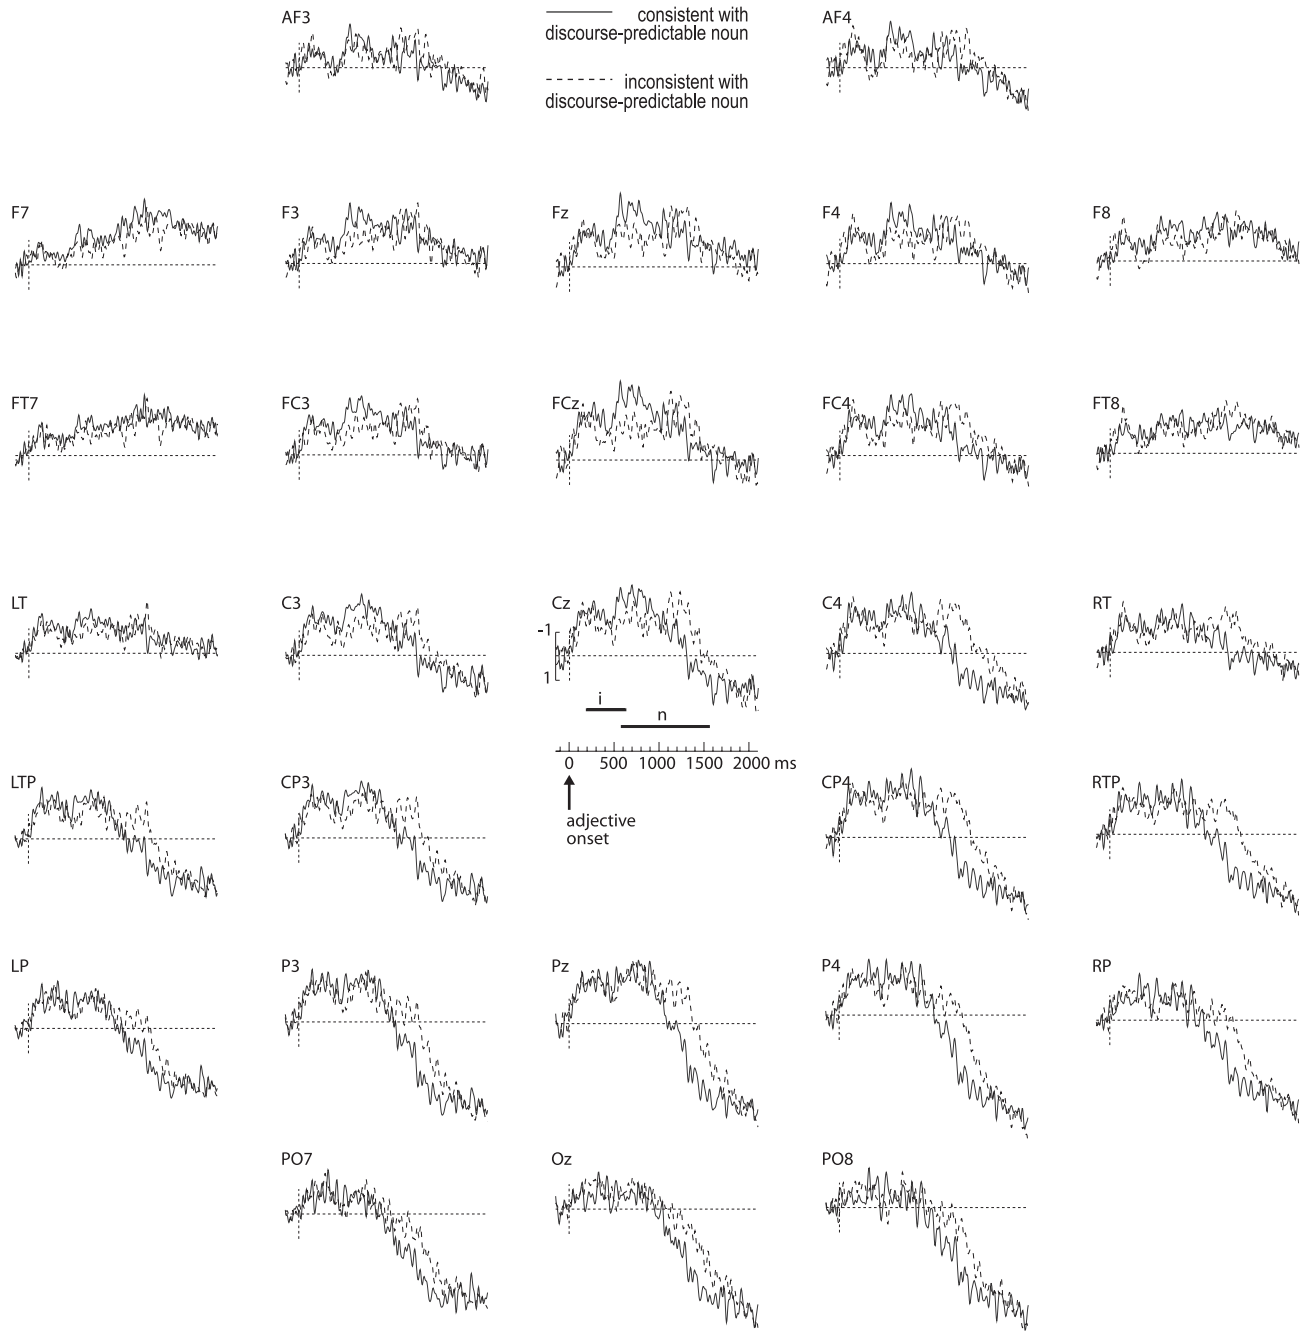 AF3
consistent with
discourse-predictable noun
inconsistent with
discourse-predictable noun
AF4
F7
F3
Fz
F4
F8
FT7
FC3
FCz
FC4
FT8
LT
C3
Cz
C4
RT
-1
1
i
n
0 500 1000 1500 2000 ms
adjective
onset
LTP
CP3
CP4
RTP
LP
P3
Pz
P4
RP
PO7
Oz
PO8